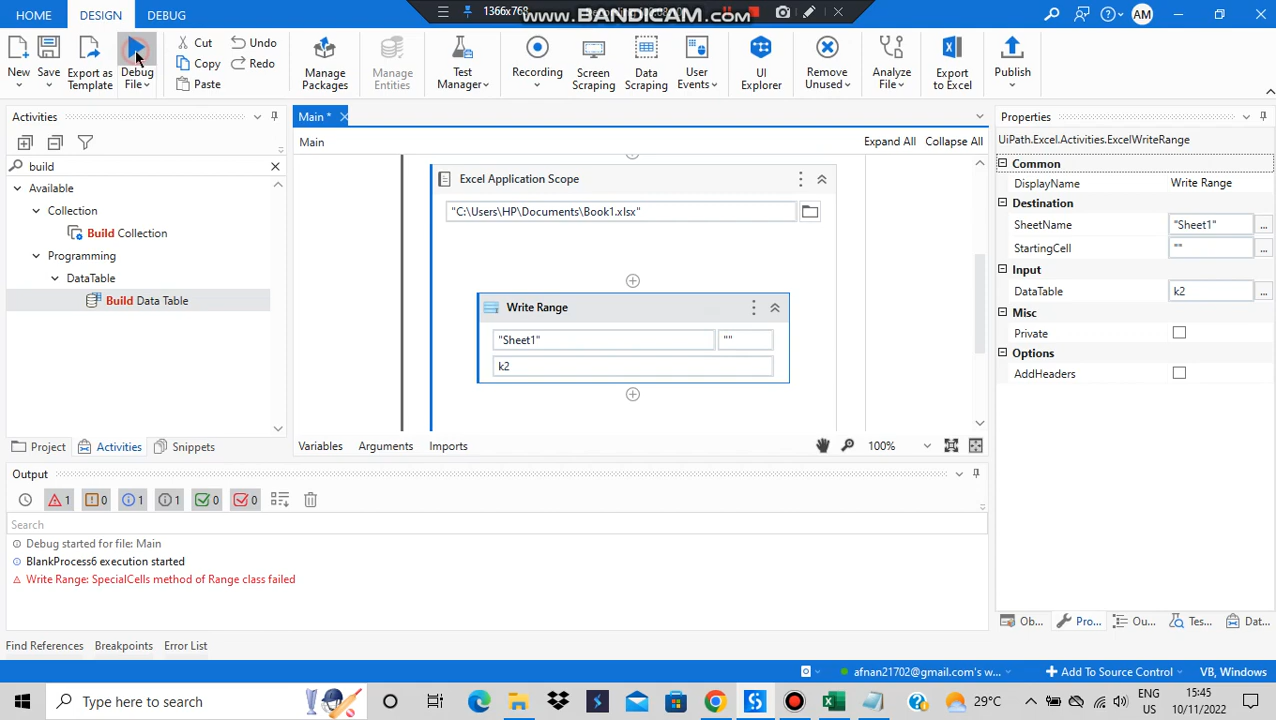 HOME DESIGN DEBUG
1366x768
www.BANDICAM.com
AM
New Save Export as Template Debug File
Cut Copy Paste Undo Redo
Manage Packages Manage Entities Test Manager Recording Screen Scraping Data Scraping User Events UI Explorer Remove Unused Analyze File Export to Excel Publish
Activities
build
Available
Collection
Build Collection
Programming
DataTable
Build Data Table
Project Activities Snippets
Main *
Main
Expand All Collapse All
Excel Application Scope
"C:\Users\HP\Documents\Book1.xlsx"
Write Range
"Sheet1" ""
k2
Variables Arguments Imports
100%
Properties
UiPath.Excel.Activities.ExcelWriteRange
Common
DisplayName Write Range
Destination
SheetName "Sheet1" ...
StartingCell "" ...
Input
DataTable k2 ...
Misc
Private
Options
AddHeaders
Ob... Pro... Ou... Tes... Dat...
Output
1 0 1 1 0 0
Search
Debug started for file: Main
BlankProcess6 execution started
Write Range: SpecialCells method of Range class failed
Find References Breakpoints Error List
afnan21702@gmail.com's w... Add To Source Control VB, Windows
Type here to search
29°C
ENG
US
15:45
10/11/2022